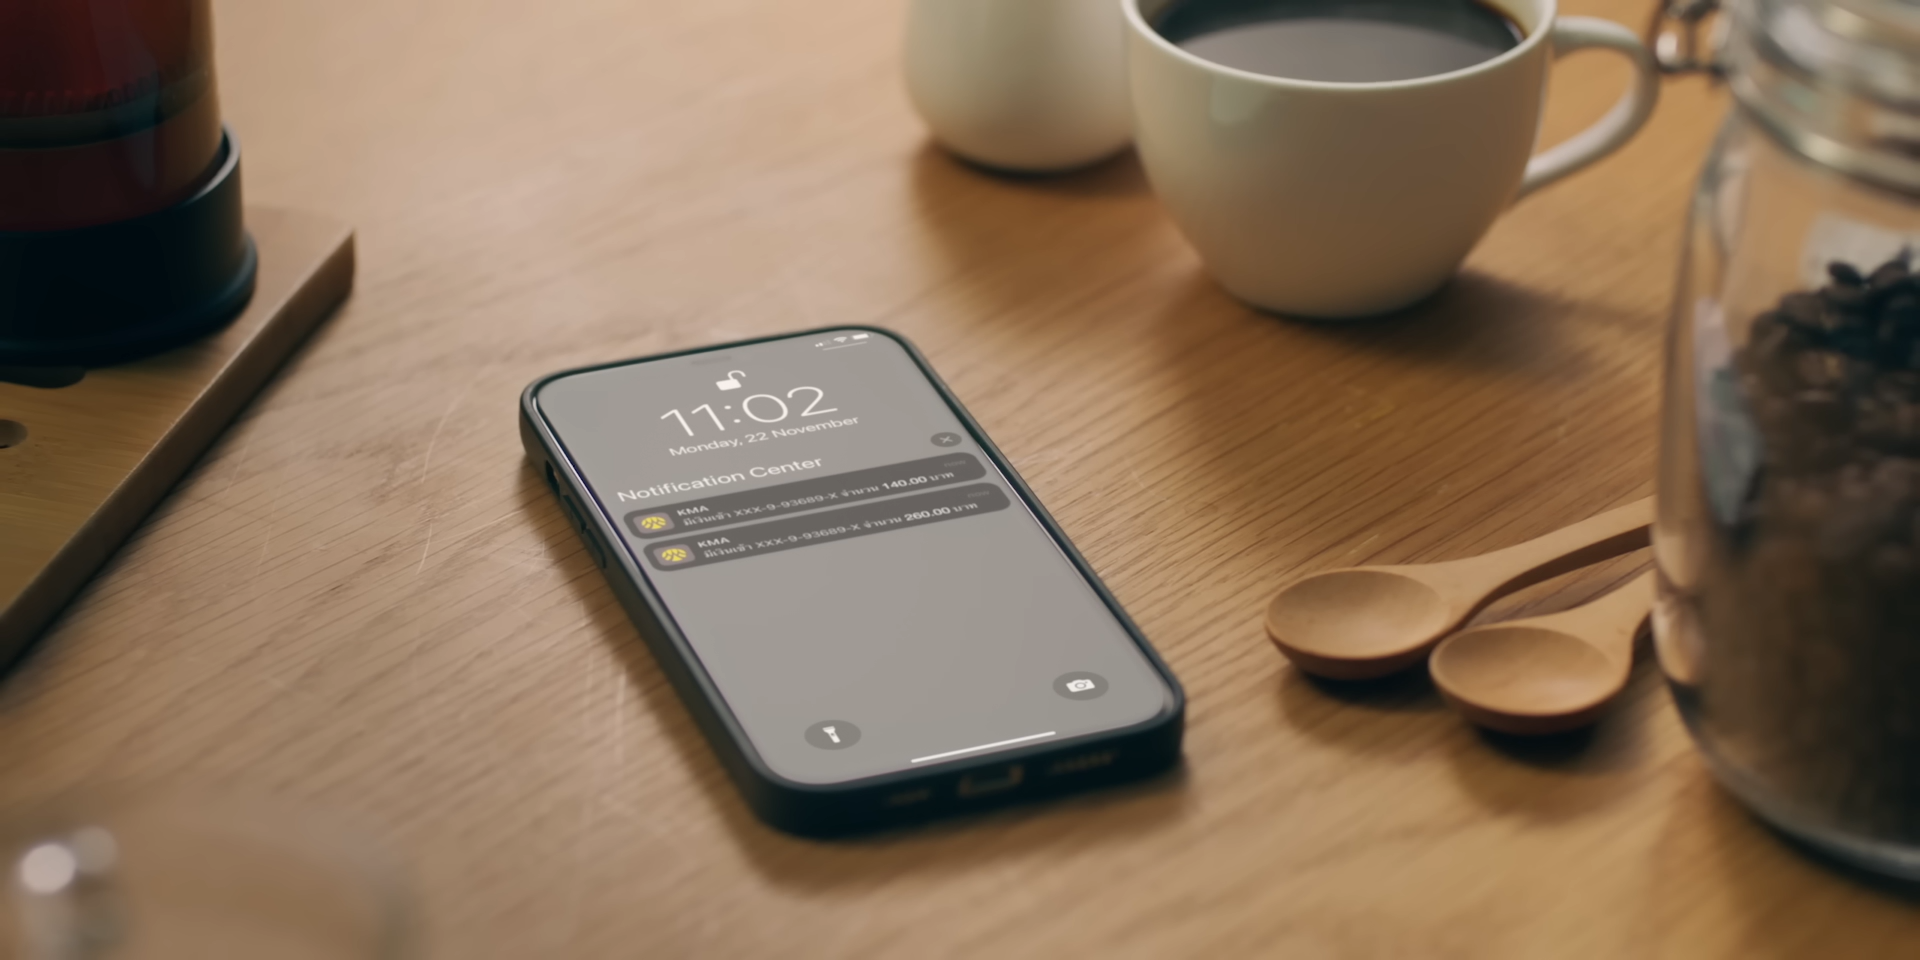 11:02
Monday, 22 November
Notification Center
now
KMA
มีเงินเข้า XXX-9-93689-X จำนวน 140.00 บาท
now
KMA
มีเงินเข้า XXX-9-93689-X จำนวน 260.00 บาท